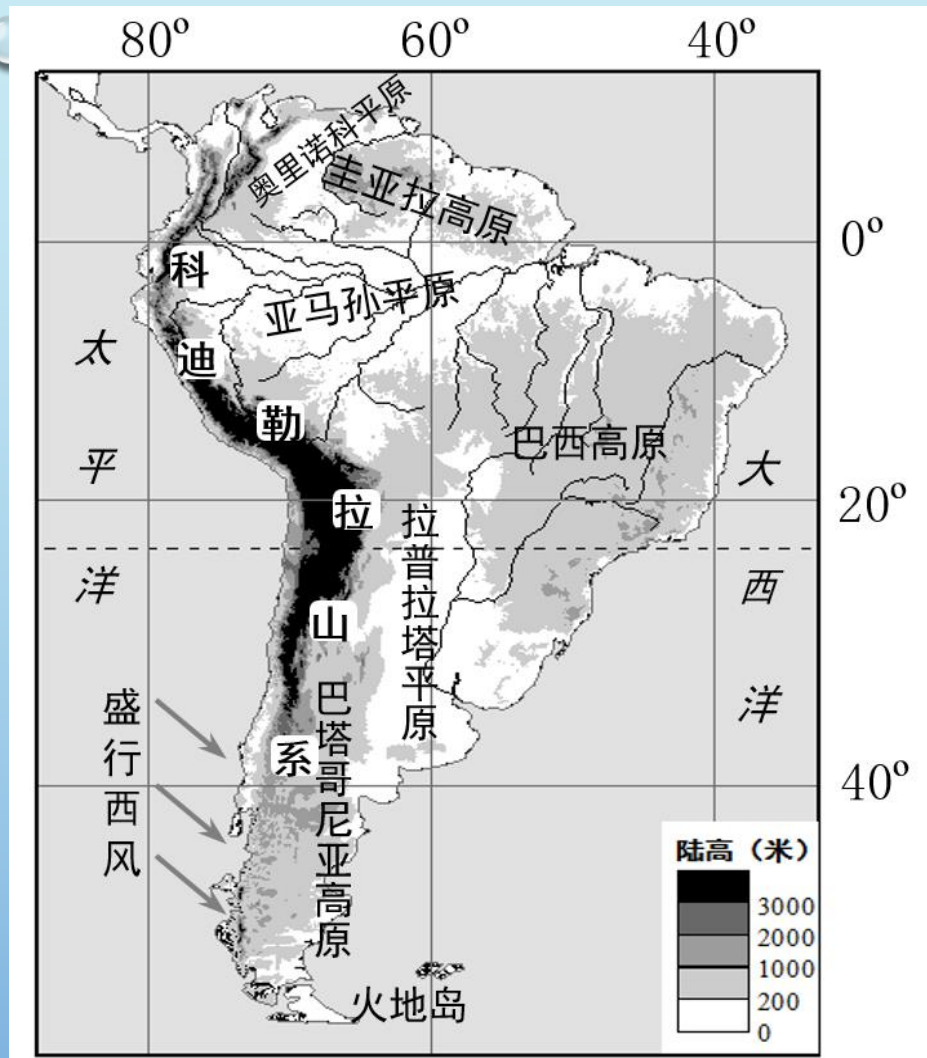 80º
60º
40º
奥里诺科平原
圭亚拉高原
0º
科迪勒拉山系
亚马孙平原
太平洋
巴西高原
大西洋
20º
拉普拉塔平原
巴塔哥尼亚高原
盛行西风
40º
火地岛
陆高（米）
3000
2000
1000
200
0